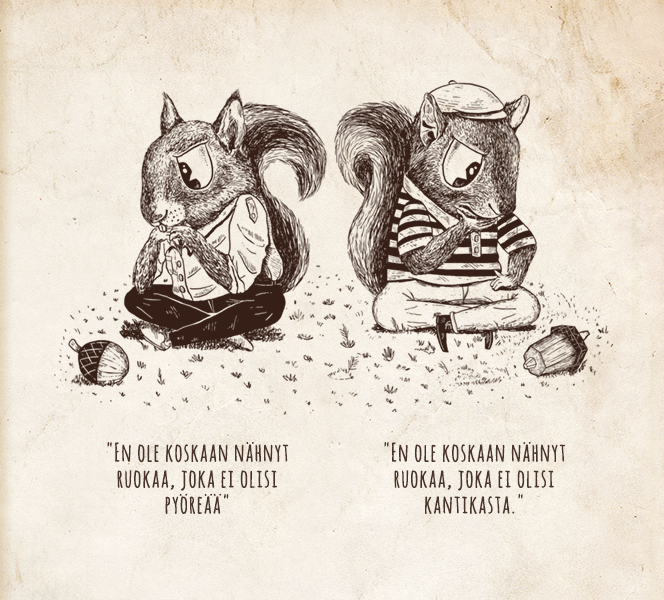 "En ole koskaan nähnyt
ruokaa, joka ei olisi
pyöreää"
"En ole koskaan nähnyt
ruokaa, joka ei olisi
kantikasta."